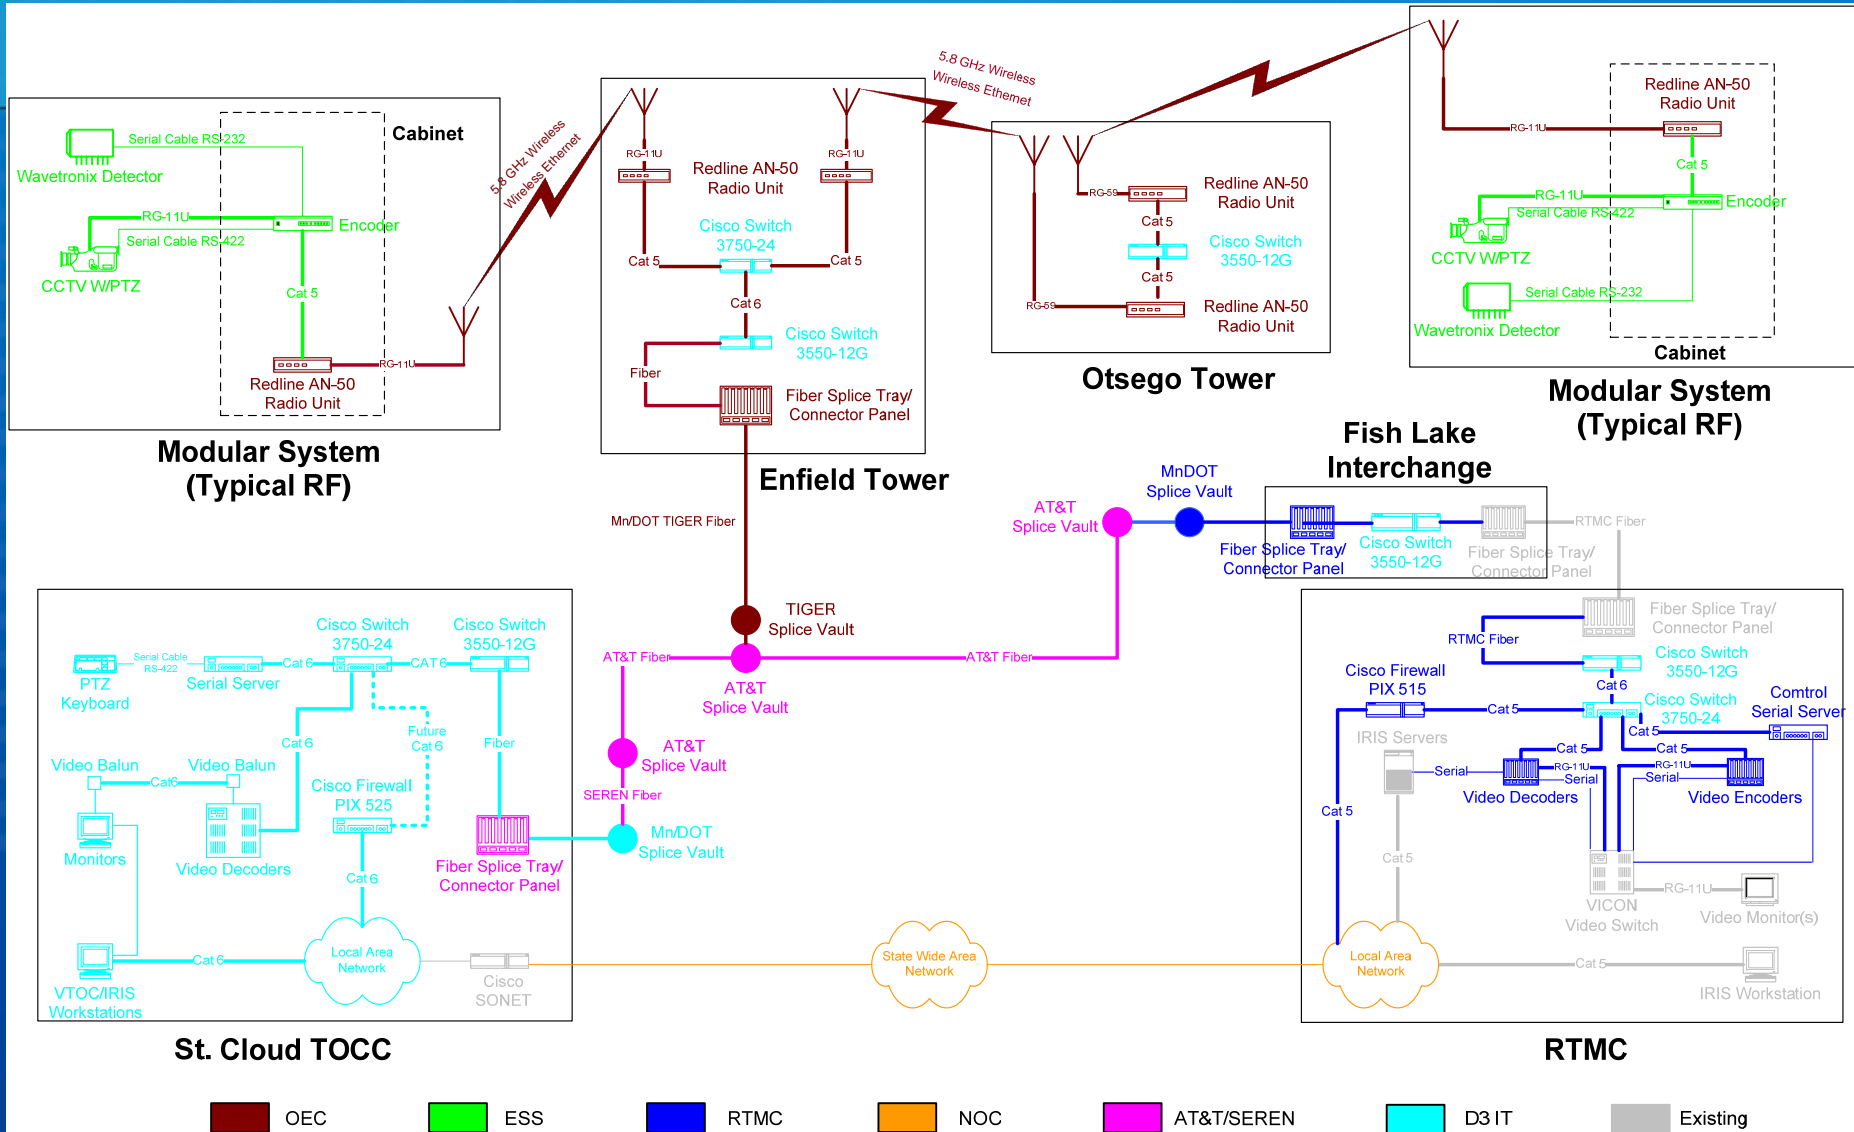 Cabinet
Serial Cable RS-232
Wavetronix Detector
RG-11U
Encoder
Serial Cable RS-422
CCTV W/PTZ
Cat 5
RG-11U
Redline AN-50
Radio Unit
Modular System
(Typical RF)
5.8 GHz Wireless
Wireless Ethernet
RG-11U
RG-11U
Redline AN-50
Radio Unit
Cisco Switch
3750-24
Cat 5
Cat 5
Cat 6
Cisco Switch
3550-12G
Fiber
Fiber Splice Tray/
Connector Panel
Enfield Tower
5.8 GHz Wireless
Wireless Ethernet
RG-59
Redline AN-50
Radio Unit
Cat 5
Cisco Switch
3550-12G
Cat 5
RG-59
Redline AN-50
Radio Unit
Otsego Tower
Redline AN-50
Radio Unit
RG-11U
Cat 5
RG-11U
Encoder
Serial Cable RS-422
CCTV W/PTZ
Serial Cable RS-232
Wavetronix Detector
Cabinet
Modular System
(Typical RF)
Fish Lake
Interchange
Mn/DOT TIGER Fiber
TIGER
Splice Vault
AT&T Fiber
AT&T Fiber
AT&T
Splice Vault
AT&T
Splice Vault
MnDOT
Splice Vault
Fiber Splice Tray/
Connector Panel
Cisco Switch
3550-12G
Fiber Splice Tray/
Connector Panel
RTMC Fiber
AT&T
Splice Vault
SEREN Fiber
Mn/DOT
Splice Vault
Cisco Switch
3750-24
Cisco Switch
3550-12G
Serial Cable
RS-422
Cat 6
CAT 6
PTZ
Keyboard
Serial Server
Cat 6
Future
Cat 6
Fiber
Video Balun
Cat6
Video Balun
Cisco Firewall
PIX 525
Monitors
Video Decoders
Fiber Splice Tray/
Connector Panel
Cat 6
Local Area
Network
Cat 6
VTOC/IRIS
Workstations
Cisco
SONET
St. Cloud TOCC
State Wide Area
Network
Fiber Splice Tray/
Connector Panel
RTMC Fiber
Cisco Switch
3550-12G
Cat 6
Cisco Firewall
PIX 515
Cat 5
Cisco Switch
3750-24
Comtrol
Serial Server
Cat 5
IRIS Servers
Cat 5
Cat 5
Serial
RG-11U
Serial
RG-11U
Serial
Video Decoders
Video Encoders
Cat 5
Cat 5
VICON
Video Switch
RG-11U
Video Monitor(s)
Local Area
Network
Cat 5
IRIS Workstation
RTMC
OEC
ESS
RTMC
NOC
AT&T/SEREN
D3 IT
Existing